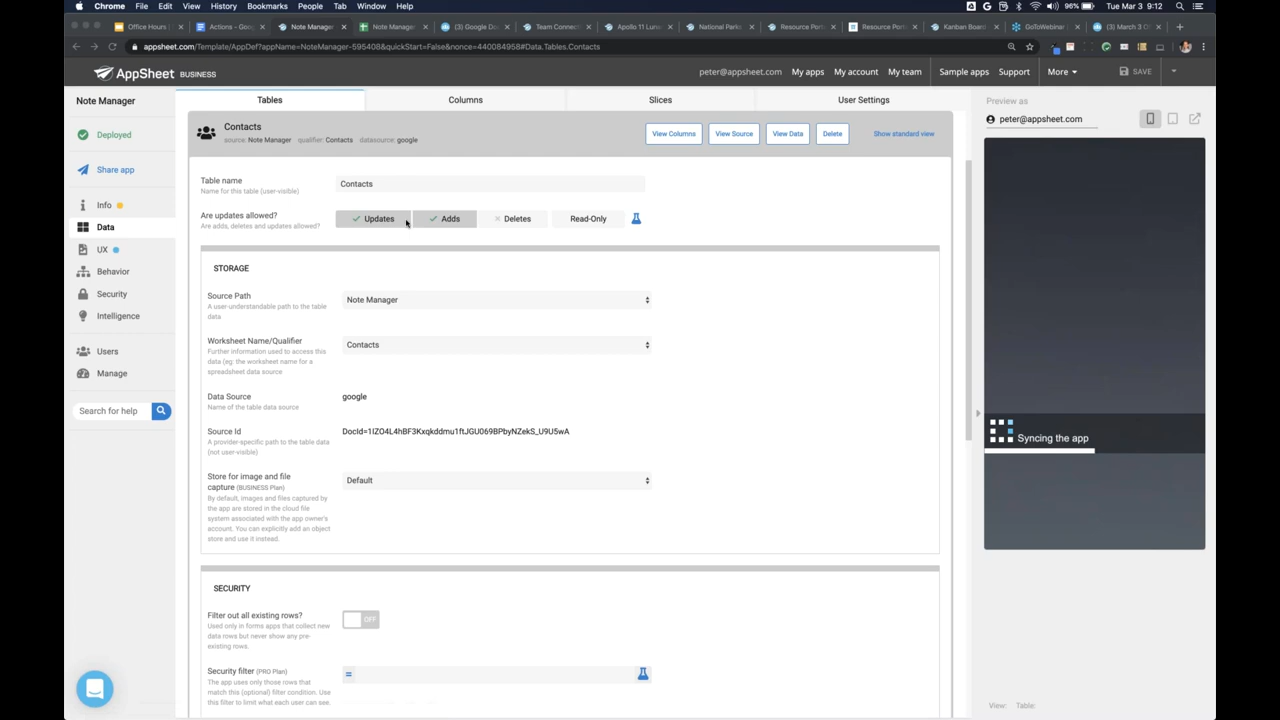 Chrome File Edit View History Bookmarks People Tab Window Help 96% Tue Mar 3 9:12
Office Hours Actions - Goog Note Manager Note Manager (3) Google Do Team Connect Apollo 11 Lun National Parks Resource Port Resource Port Kanban Board GoToWebinar (3) March 3 C
appsheet.com/Template/AppDef?appName=NoteManager-595408&quickStart=False&nonce=440084958#Data.Tables.Contacts
AppSheet BUSINESS peter@appsheet.com My apps My account My team Sample apps Support More SAVE
Note Manager
Deployed
Share app
Info
Data
UX
Behavior
Security
Intelligence
Users
Manage
Search for help
Tables Columns Slices User Settings
Contacts
source: Note Manager qualifier: Contacts datasource: google
View Columns View Source View Data Delete Show standard view
Table name
Name for this table (user-visible)
Contacts
Are updates allowed?
Are adds, deletes and updates allowed?
Updates Adds Deletes Read-Only
STORAGE
Source Path
A user-understandable path to the table
data
Note Manager
Worksheet Name/Qualifier
Further information used to access this
data (eg: the worksheet name for a
spreadsheet data source
Contacts
Data Source
Name of the table data source
google
Source Id
A provider-specific path to the table data
(not user-visible)
DocId=1IZO4L4hBF3Kxqkddmu1ftJGU069BPbyNZekS_U9U5wA
Store for image and file
capture (BUSINESS Plan)
By default, images and files captured by
the app are stored in the cloud file
system associated with the app owner's
account. You can explicitly add an object
store and use it instead.
Default
SECURITY
Filter out all existing rows?
Used only in forms apps that collect new
data rows but never show any pre-
existing rows.
OFF
Security filter (PRO Plan)
The app uses only those rows that
match this (optional) filter condition. Use
this filter to limit what each user can see.
=
Preview as
peter@appsheet.com
Syncing the app
View: Table: